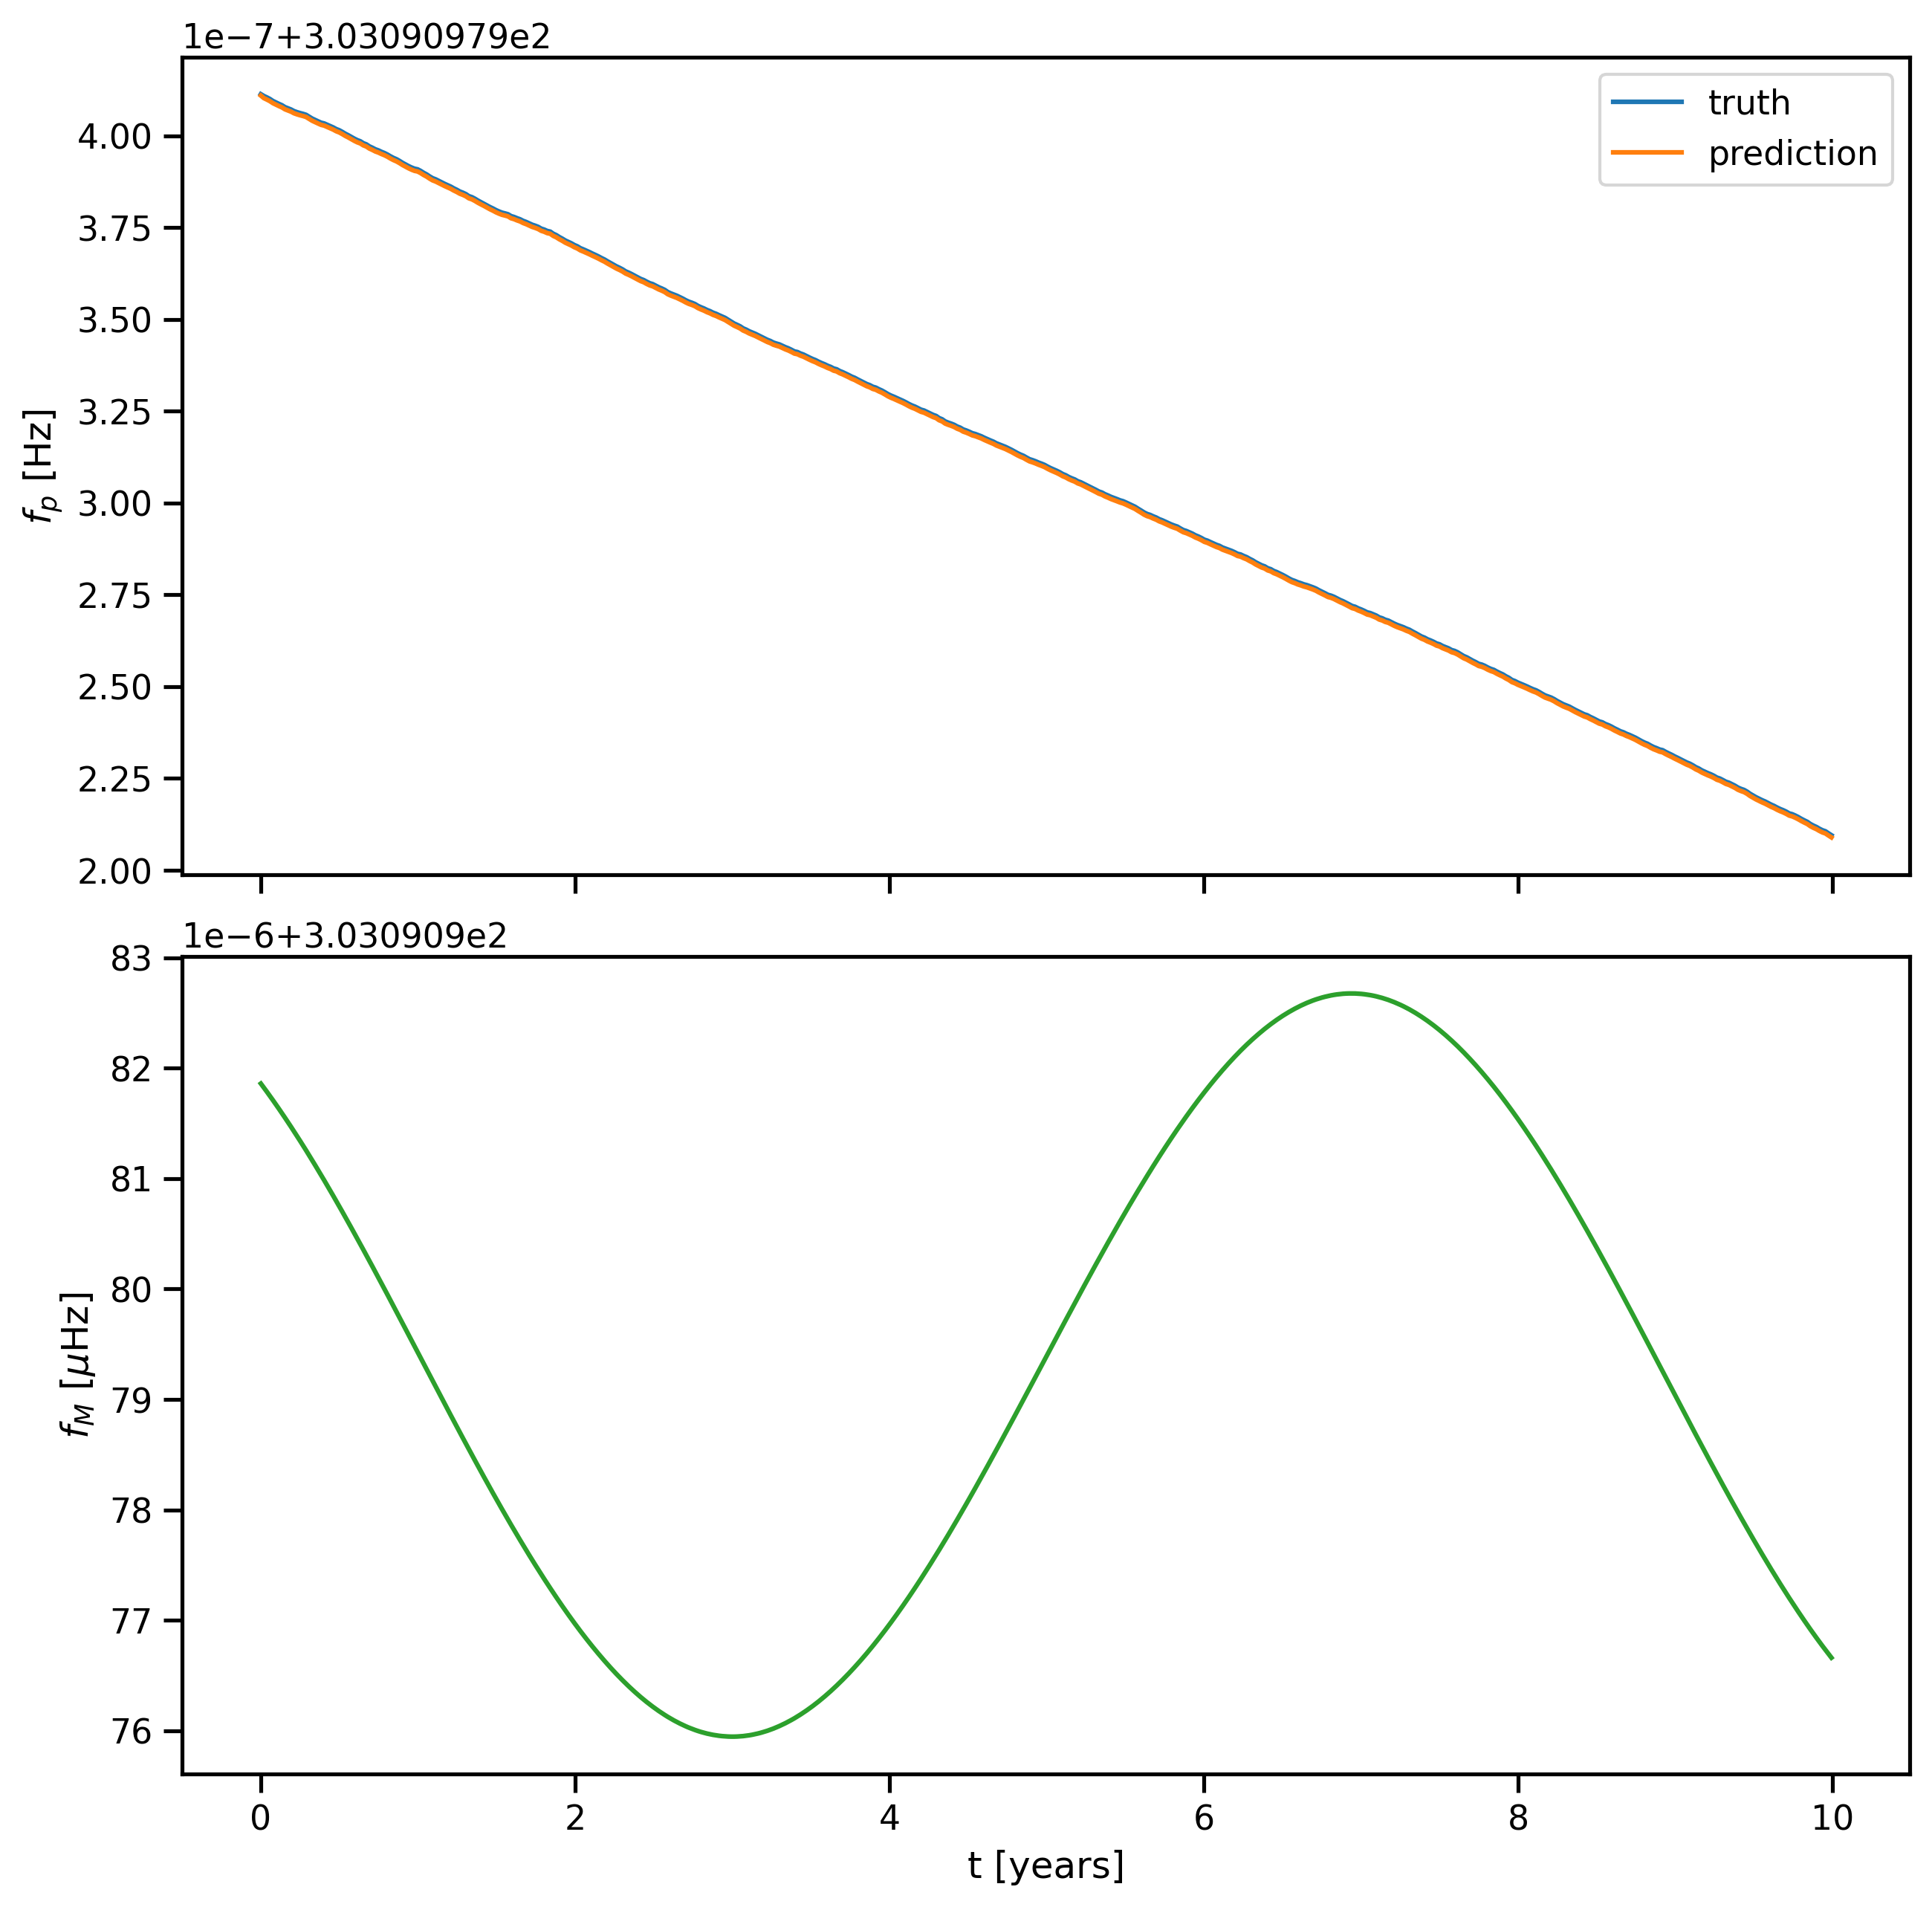 1e−7+3.03090979e2
truth
prediction
4.00
3.75
3.50
3.25
3.00
2.75
2.50
2.25
2.00
f_p [Hz]
1e−6+3.030909e2
83
82
81
80
79
78
77
76
f_M [μHz]
0 2 4 6 8 10
t [years]